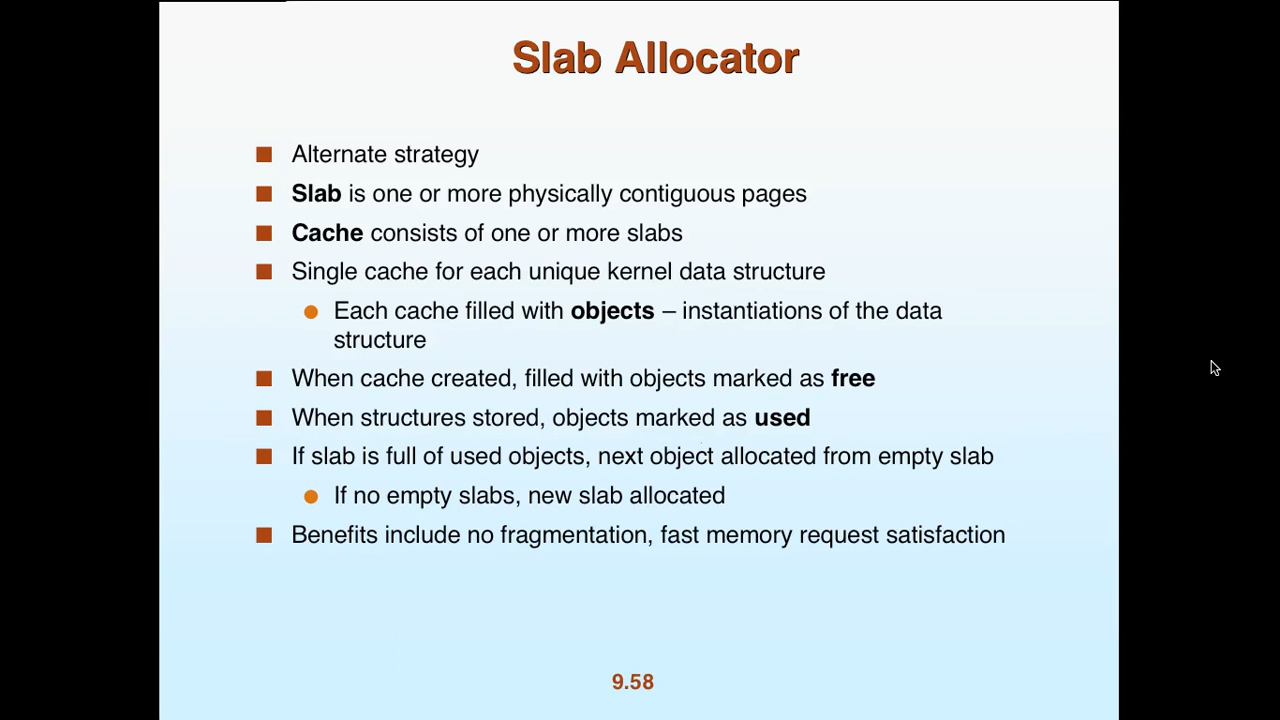 Slab Allocator
Alternate strategy
Slab is one or more physically contiguous pages
Cache consists of one or more slabs
Single cache for each unique kernel data structure
Each cache filled with objects – instantiations of the data
structure
When cache created, filled with objects marked as free
When structures stored, objects marked as used
If slab is full of used objects, next object allocated from empty slab
If no empty slabs, new slab allocated
Benefits include no fragmentation, fast memory request satisfaction
9.58